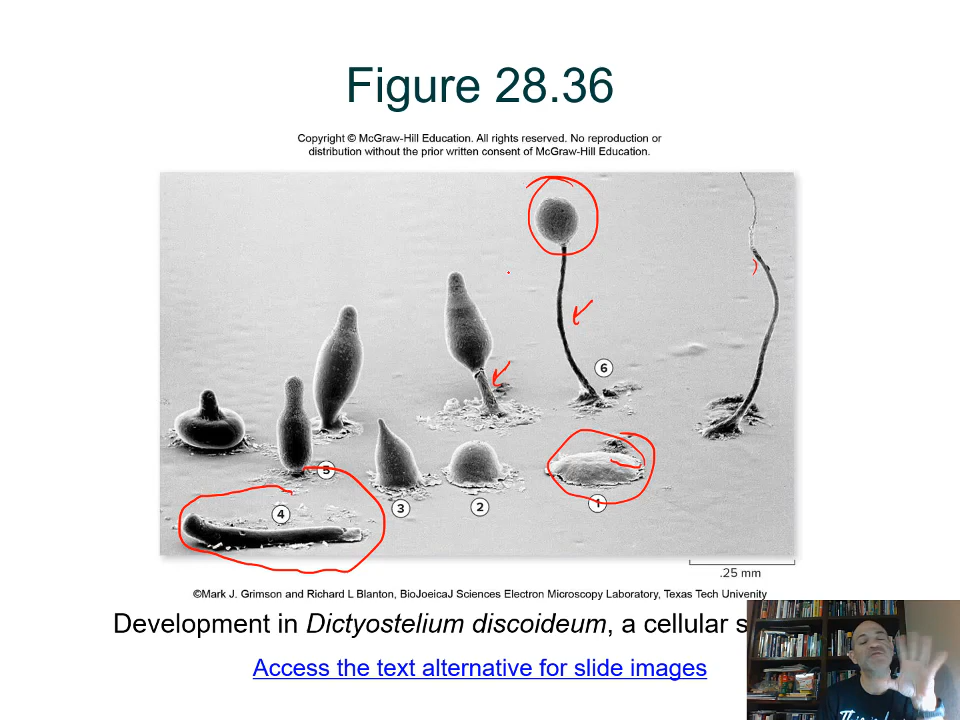 Figure 28.36
Copyright © McGraw-Hill Education. All rights reserved. No reproduction or
distribution without the prior written consent of McGraw-Hill Education.
6
5
4
3
2
1
.25 mm
©Mark J. Grimson and Richard L Blanton, BioJoeicaJ Sciences Electron Microscopy Laboratory, Texas Tech Univenity
Development in Dictyostelium discoideum, a cellular s
Access the text alternative for slide images